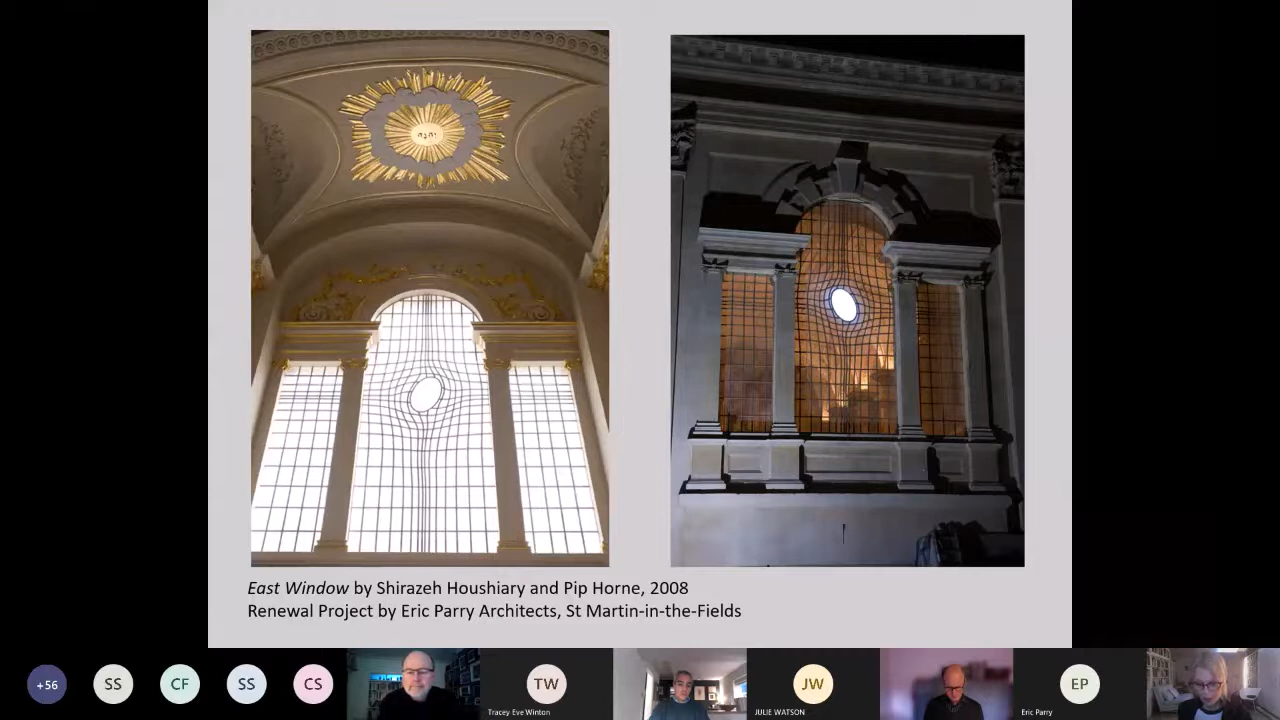 East Window by Shirazeh Houshiary and Pip Horne, 2008
Renewal Project by Eric Parry Architects, St Martin-in-the-Fields
+56
SS
CF
SS
CS
TW
Tracey Eve Winton
JW
JULIE WATSON
EP
Eric Parry